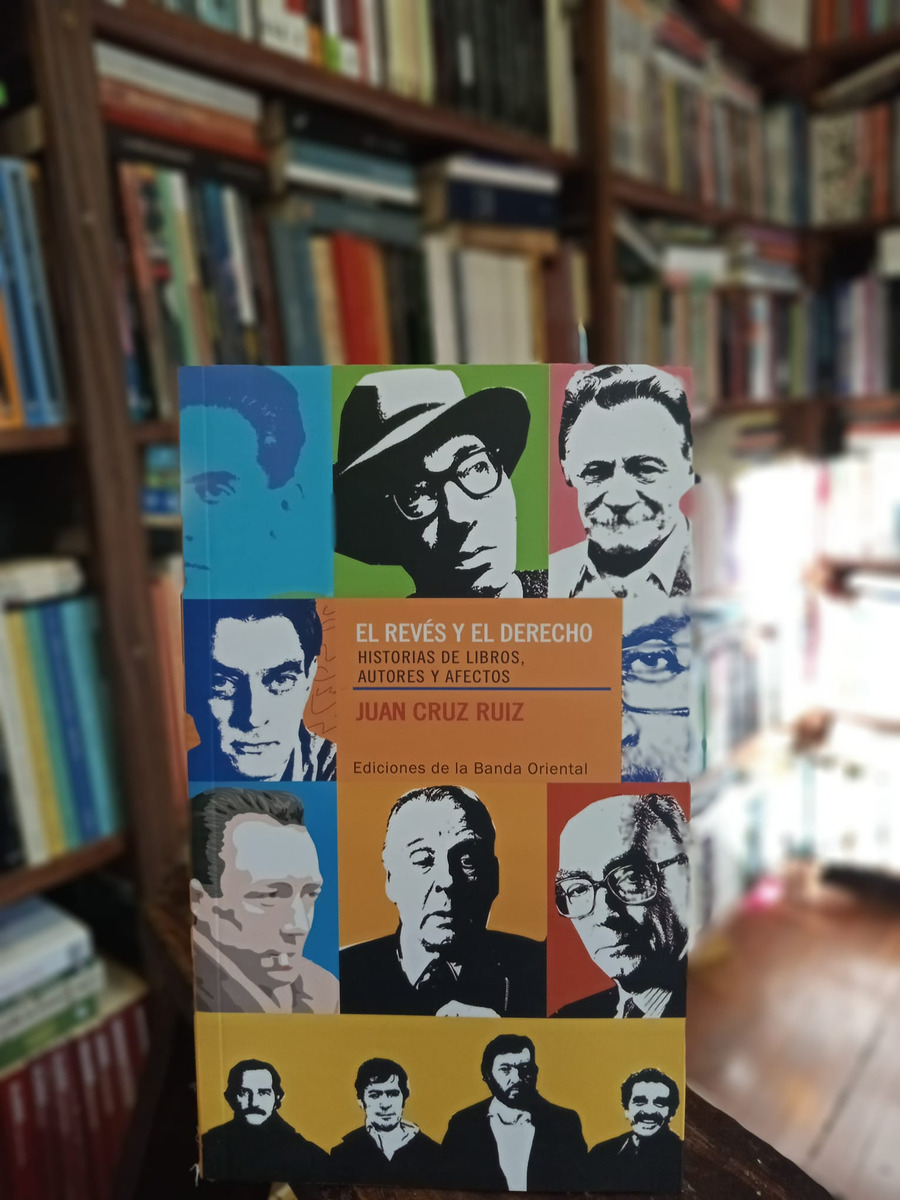 EL REVÉS Y EL DERECHO
HISTORIAS DE LIBROS,
AUTORES Y AFECTOS
JUAN CRUZ RUIZ
Ediciones de la Banda Oriental